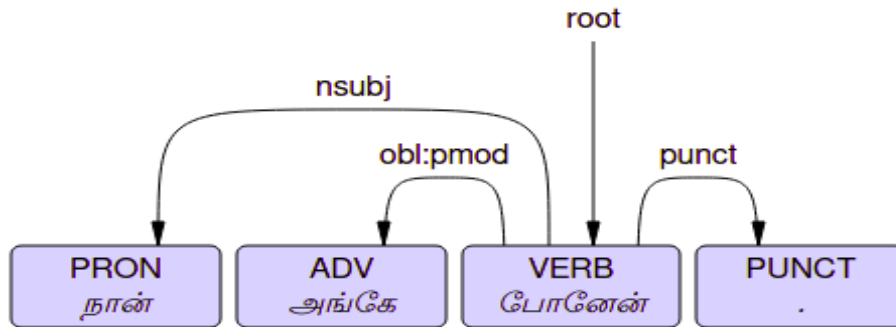 root
nsubj
obl:pmod punct
PRON ADV VERB PUNCT
நான் அங்கே போனேன் .